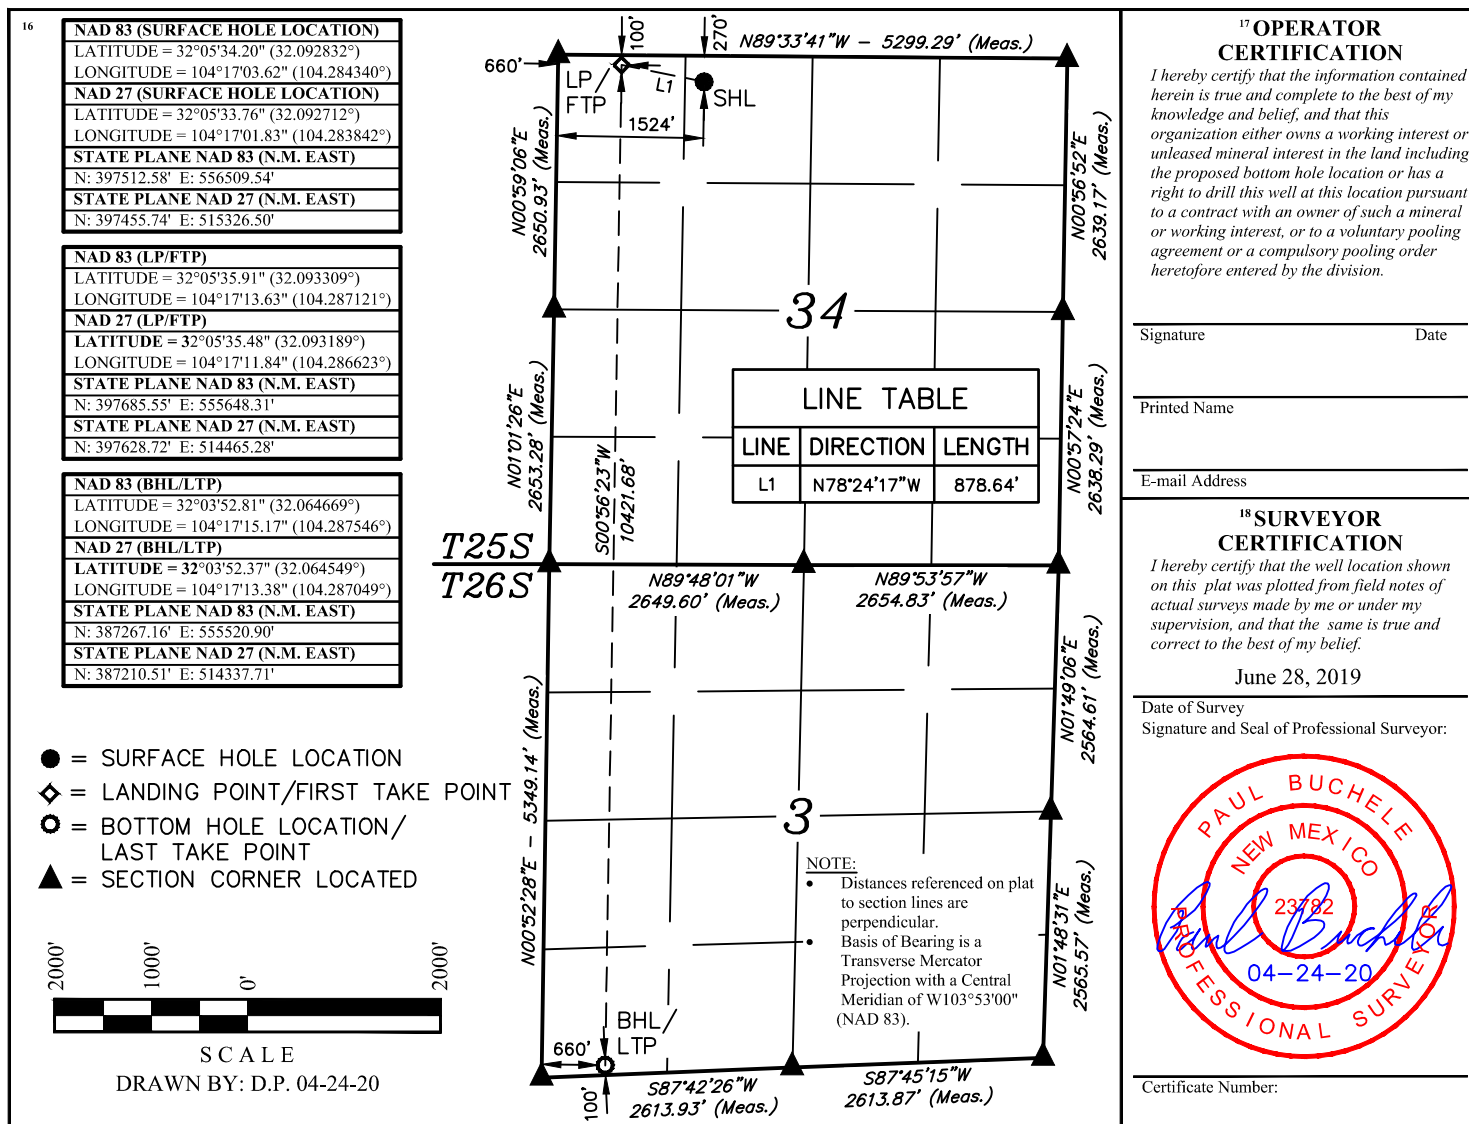 16
NAD 83 (SURFACE HOLE LOCATION)
LATITUDE = 32°05'34.20" (32.092832°)
LONGITUDE = 104°17'03.62" (104.284340°)
NAD 27 (SURFACE HOLE LOCATION)
LATITUDE = 32°05'33.76" (32.092712°)
LONGITUDE = 104°17'01.83" (104.283842°)
STATE PLANE NAD 83 (N.M. EAST)
N: 397512.58' E: 556509.54'
STATE PLANE NAD 27 (N.M. EAST)
N: 397455.74' E: 515326.50'
NAD 83 (LP/FTP)
LATITUDE = 32°05'35.91" (32.093309°)
LONGITUDE = 104°17'13.63" (104.287121°)
NAD 27 (LP/FTP)
LATITUDE = 32°05'35.48" (32.093189°)
LONGITUDE = 104°17'11.84" (104.286623°)
STATE PLANE NAD 83 (N.M. EAST)
N: 397685.55' E: 555648.31'
STATE PLANE NAD 27 (N.M. EAST)
N: 397628.72' E: 514465.28'
NAD 83 (BHL/LTP)
LATITUDE = 32°03'52.81" (32.064669°)
LONGITUDE = 104°17'15.17" (104.287546°)
NAD 27 (BHL/LTP)
LATITUDE = 32°03'52.37" (32.064549°)
LONGITUDE = 104°17'13.38" (104.287049°)
STATE PLANE NAD 83 (N.M. EAST)
N: 387267.16' E: 555520.90'
STATE PLANE NAD 27 (N.M. EAST)
N: 387210.51' E: 514337.71'
= SURFACE HOLE LOCATION
= LANDING POINT/FIRST TAKE POINT
= BOTTOM HOLE LOCATION/
LAST TAKE POINT
= SECTION CORNER LOCATED
2000'
1000'
0'
2000'
SCALE
DRAWN BY: D.P. 04-24-20
100'
270'
N89°33'41"W - 5299.29' (Meas.)
660'
LP/
FTP
L1
SHL
1524'
N00°59'06"E
2650.93' (Meas.)
N00°56'52"E
2639.17' (Meas.)
34
N01°01'26"E
2653.28' (Meas.)
S00°56'23"W
10421.68'
LINE TABLE
LINE DIRECTION LENGTH
L1 N78°24'17"W 878.64'
N00°57'24"E
2638.29' (Meas.)
T25S
T26S
N89°48'01"W
2649.60' (Meas.)
N89°53'57"W
2654.83' (Meas.)
N00°52'28"E - 5349.14' (Meas.)
N01°49'06"E
2564.61' (Meas.)
3
NOTE:
• Distances referenced on plat
to section lines are
perpendicular.
• Basis of Bearing is a
Transverse Mercator
Projection with a Central
Meridian of W103°53'00"
(NAD 83).
N01°48'31"E
2565.57' (Meas.)
BHL/
LTP
660'
100'
S87°42'26"W
2613.93' (Meas.)
S87°45'15"W
2613.87' (Meas.)
17 OPERATOR
CERTIFICATION
I hereby certify that the information contained
herein is true and complete to the best of my
knowledge and belief, and that this
organization either owns a working interest or
unleased mineral interest in the land including
the proposed bottom hole location or has a
right to drill this well at this location pursuant
to a contract with an owner of such a mineral
or working interest, or to a voluntary pooling
agreement or a compulsory pooling order
heretofore entered by the division.
Signature Date
Printed Name
E-mail Address
18 SURVEYOR
CERTIFICATION
I hereby certify that the well location shown
on this plat was plotted from field notes of
actual surveys made by me or under my
supervision, and that the same is true and
correct to the best of my belief.
June 28, 2019
Date of Survey
Signature and Seal of Professional Surveyor:
PAUL BUCHELE
NEW MEXICO
23782
Paul Buchele
04-24-20
PROFESSIONAL SURVEYOR
Certificate Number: